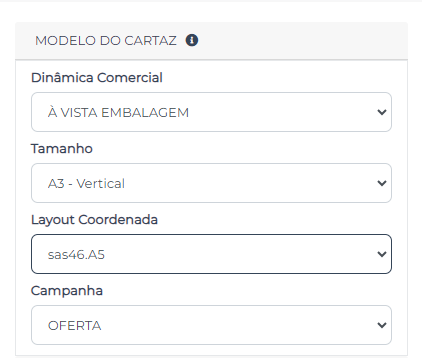 MODELO DO CARTAZ
Dinâmica Comercial
À VISTA EMBALAGEM
Tamanho
A3 - Vertical
Layout Coordenada
sas46.A5
Campanha
OFERTA